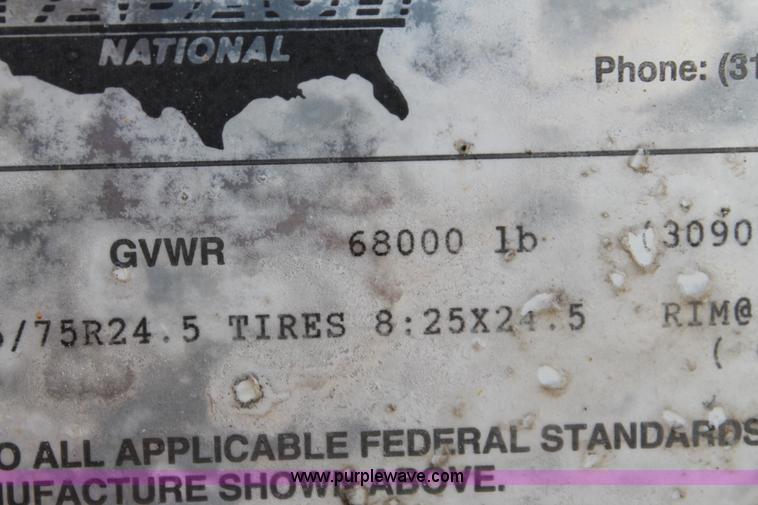 NATIONAL
Phone: (31
GVWR 68000 lb (3090
/75R24.5 TIRES 8:25X24.5 RIM@
(
O ALL APPLICABLE FEDERAL STANDARDS
NUFACTURE SHOWN ABOVE.
www.purplewave.com